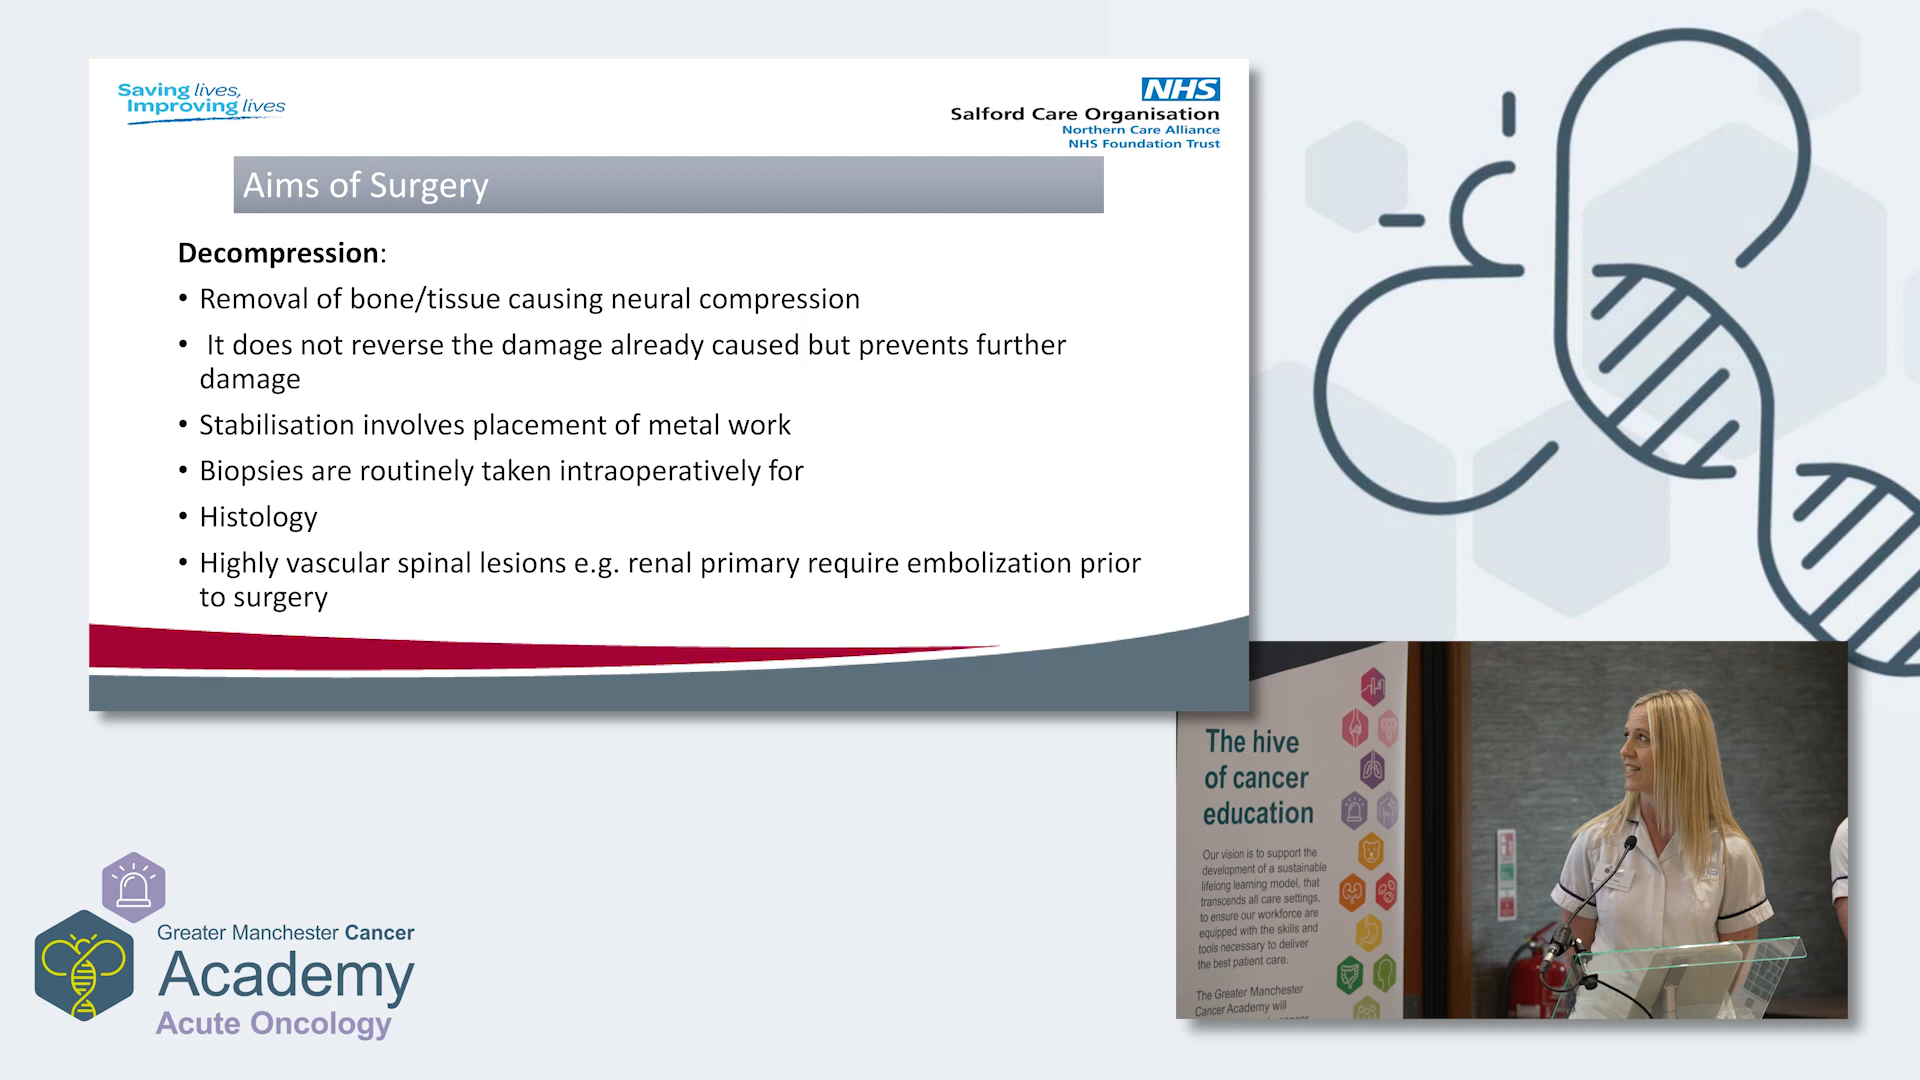 Saving lives,
Improving lives
NHS
Salford Care Organisation
Northern Care Alliance
NHS Foundation Trust
Aims of Surgery
Decompression:
• Removal of bone/tissue causing neural compression
• It does not reverse the damage already caused but prevents further
damage
• Stabilisation involves placement of metal work
• Biopsies are routinely taken intraoperatively for
• Histology
• Highly vascular spinal lesions e.g. renal primary require embolization prior
to surgery
The hive
of cancer
education
Our vision is to support the
development of a sustainable
lifelong learning model, that
transcends all care settings,
to ensure our workforce are
equipped with the skills and
tools necessary to deliver
the best patient care.
The Greater Manchester
Cancer Academy will
Greater Manchester Cancer
Academy
Acute Oncology